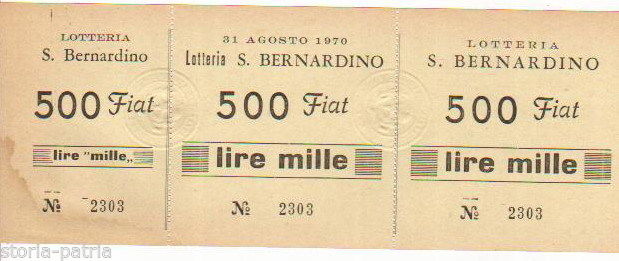 LOTTERIA
S. Bernardino
500 Fiat
lire "mille„
№ 2303
31 AGOSTO 1970
Lotteria S. BERNARDINO
500 Fiat
lire mille
№ 2303
LOTTERIA
S. BERNARDINO
500 Fiat
lire mille
№ 2303
storia-patria